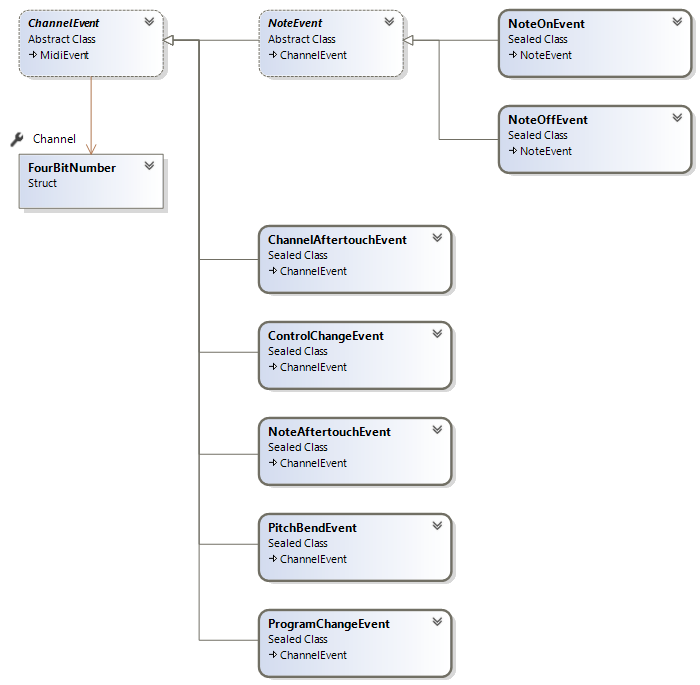 ChannelEvent
Abstract Class
MidiEvent
NoteEvent
Abstract Class
ChannelEvent
NoteOnEvent
Sealed Class
NoteEvent
NoteOffEvent
Sealed Class
NoteEvent
Channel
FourBitNumber
Struct
ChannelAftertouchEvent
Sealed Class
ChannelEvent
ControlChangeEvent
Sealed Class
ChannelEvent
NoteAftertouchEvent
Sealed Class
ChannelEvent
PitchBendEvent
Sealed Class
ChannelEvent
ProgramChangeEvent
Sealed Class
ChannelEvent